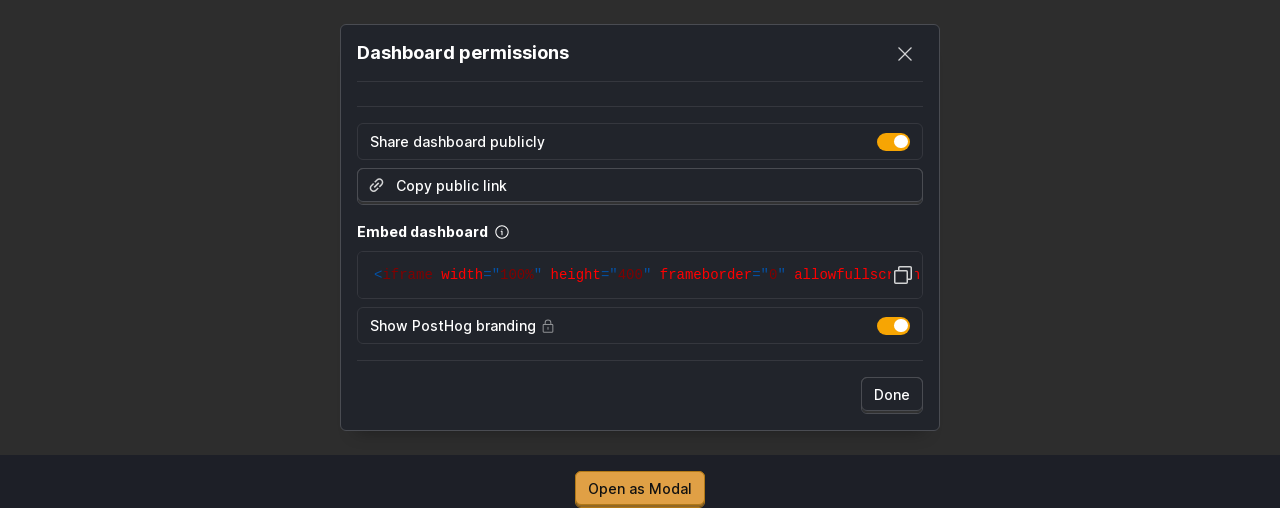 Dashboard permissions
Share dashboard publicly
Copy public link
Embed dashboard
<iframe width="100%" height="400" frameborder="0" allowfullscreen
Show PostHog branding
Done
Open as Modal